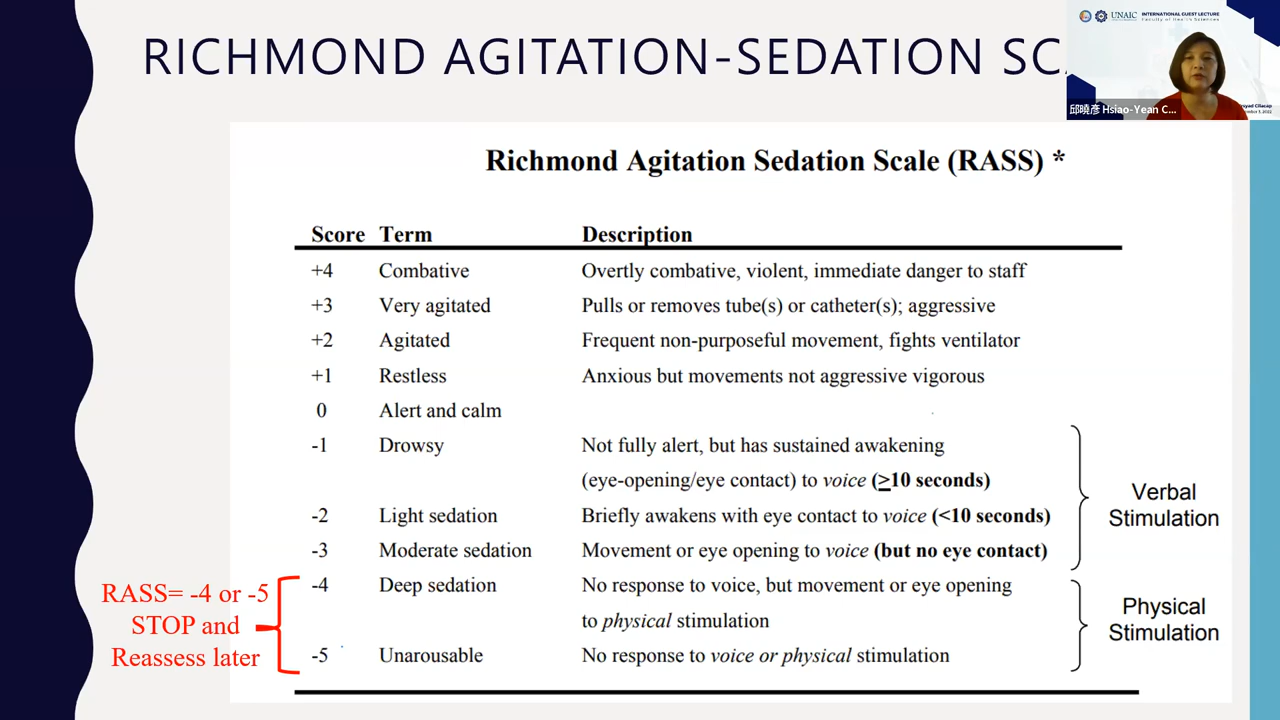 RICHMOND AGITATION-SEDATION SC
UNAIC
INTERNATIONAL GUEST LECTURE
Faculty of Health Sciences
邱曉彥 Hsiao-Yean C...
Richmond Agitation Sedation Scale (RASS) *
Score Term Description
+4 Combative Overtly combative, violent, immediate danger to staff
+3 Very agitated Pulls or removes tube(s) or catheter(s); aggressive
+2 Agitated Frequent non-purposeful movement, fights ventilator
+1 Restless Anxious but movements not aggressive vigorous
0 Alert and calm
-1 Drowsy Not fully alert, but has sustained awakening
(eye-opening/eye contact) to voice (≥10 seconds)
-2 Light sedation Briefly awakens with eye contact to voice (<10 seconds)
-3 Moderate sedation Movement or eye opening to voice (but no eye contact)
Verbal
Stimulation
-4 Deep sedation No response to voice, but movement or eye opening
to physical stimulation
-5 Unarousable No response to voice or physical stimulation
Physical
Stimulation
RASS= -4 or -5
STOP and
Reassess later